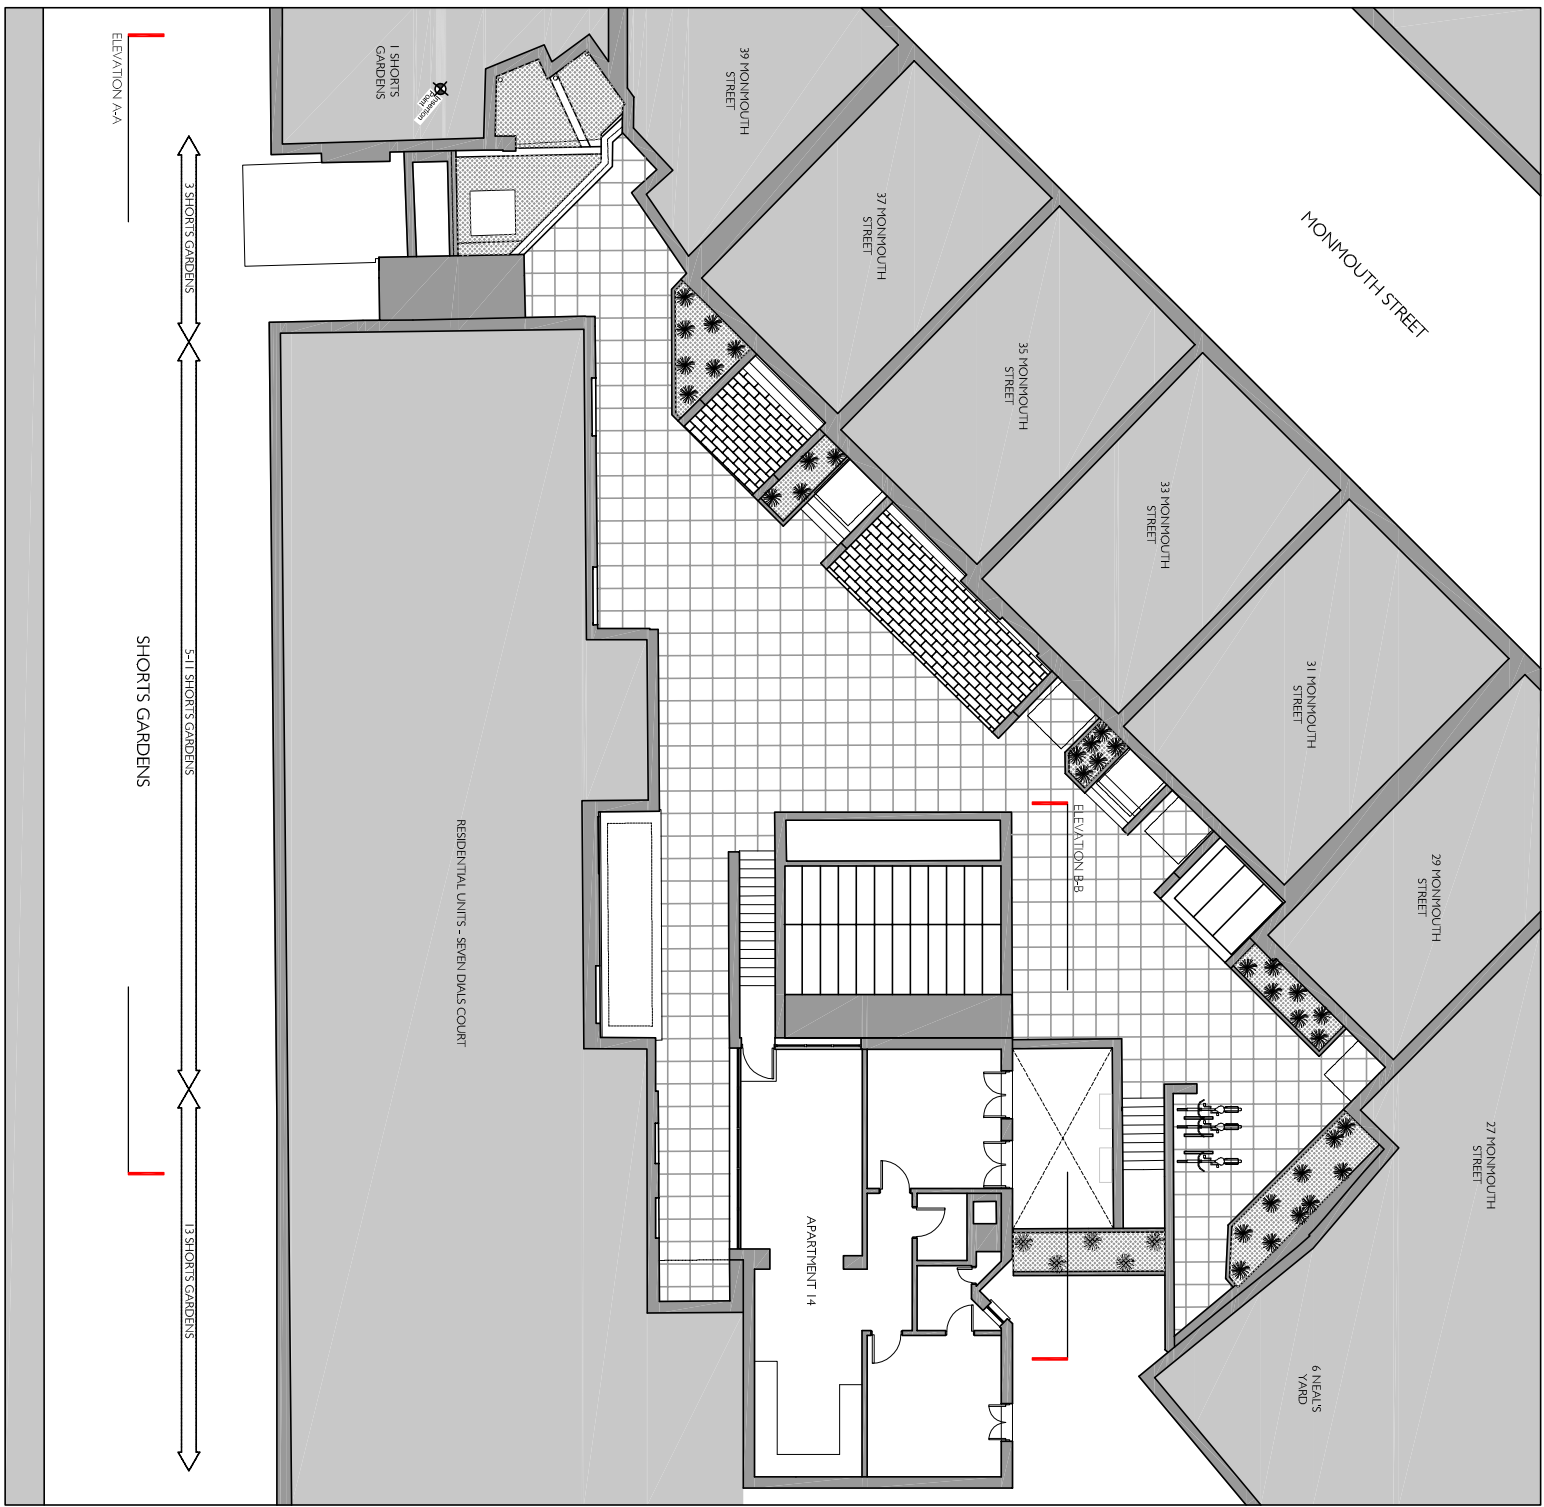 ELEVATION A-A
1 SHORTS
GARDENS
Insertion
Point
39 MONMOUTH
STREET
37 MONMOUTH
STREET
MONMOUTH STREET
3 SHORTS GARDENS
35 MONMOUTH
STREET
33 MONMOUTH
STREET
31 MONMOUTH
STREET
SHORTS GARDENS
5-11 SHORTS GARDENS
RESIDENTIAL UNITS - SEVEN DIALS COURT
ELEVATION B-B
29 MONMOUTH
STREET
27 MONMOUTH
STREET
13 SHORTS GARDENS
APARTMENT 14
6 NEAL'S
YARD